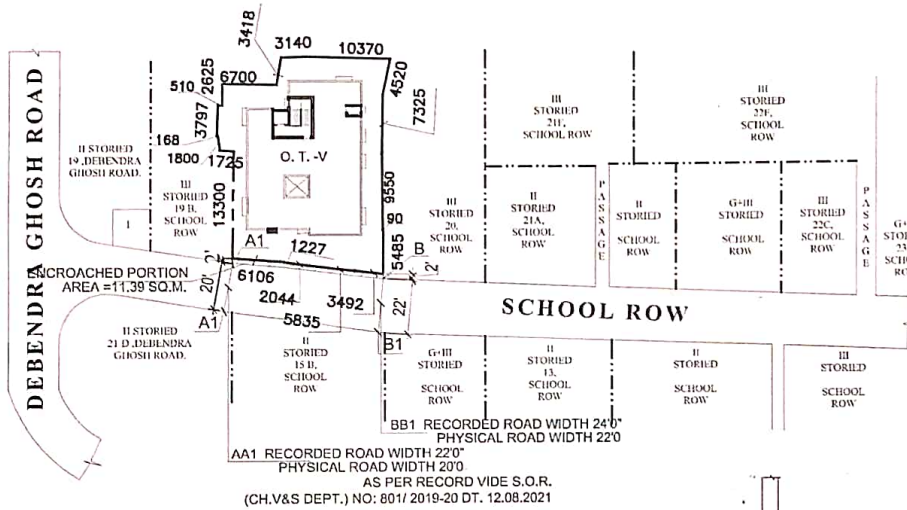 3418
3140
10370
510
2625
6700
4520
7325
3797
168
1800
1725
O. T. -V
II STORIED
19 ,DEBENDRA
GHOSH ROAD.
III
STORIED
19 B,
SCHOOL
ROW
13300
9550
90
5485
III
STORIED
20,
SCHOOL
ROW
III
STORIED
21F,
SCHOOL ROW
III
STORIED
22F,
SCHOOL
ROW
II
STORIED
21A,
SCHOOL
ROW
PASSAGE
II
STORIED
SCHOOL
ROW
G+III
STORIED
SCHOOL
ROW
III
STORIED
22C,
SCHOOL
ROW
PASSAGE
DEBENDRA GHOSH ROAD
1
A1
1227
B
2'
2'
ENCROACHED PORTION
AREA =11.39 SQ.M.
20'
6106
2044
3492
5835
22'
A1
B1
SCHOOL ROW
II STORIED
21 D ,DEBENDRA
GHOSH ROAD.
II
STORIED
15 B,
SCHOOL
ROW
G+III
STORIED
SCHOOL
ROW
II
STORIED
13,
SCHOOL
ROW
II
STORIED
SCHOOL
ROW
III
STORIED
SCHOOL
ROW
BB1 RECORDED ROAD WIDTH 24'0"
PHYSICAL ROAD WIDTH 22'0
AA1 RECORDED ROAD WIDTH 22'0"
PHYSICAL ROAD WIDTH 20'0
AS PER RECORD VIDE S.O.R.
(CH.V&S DEPT.) NO: 801/ 2019-20 DT. 12.08.2021